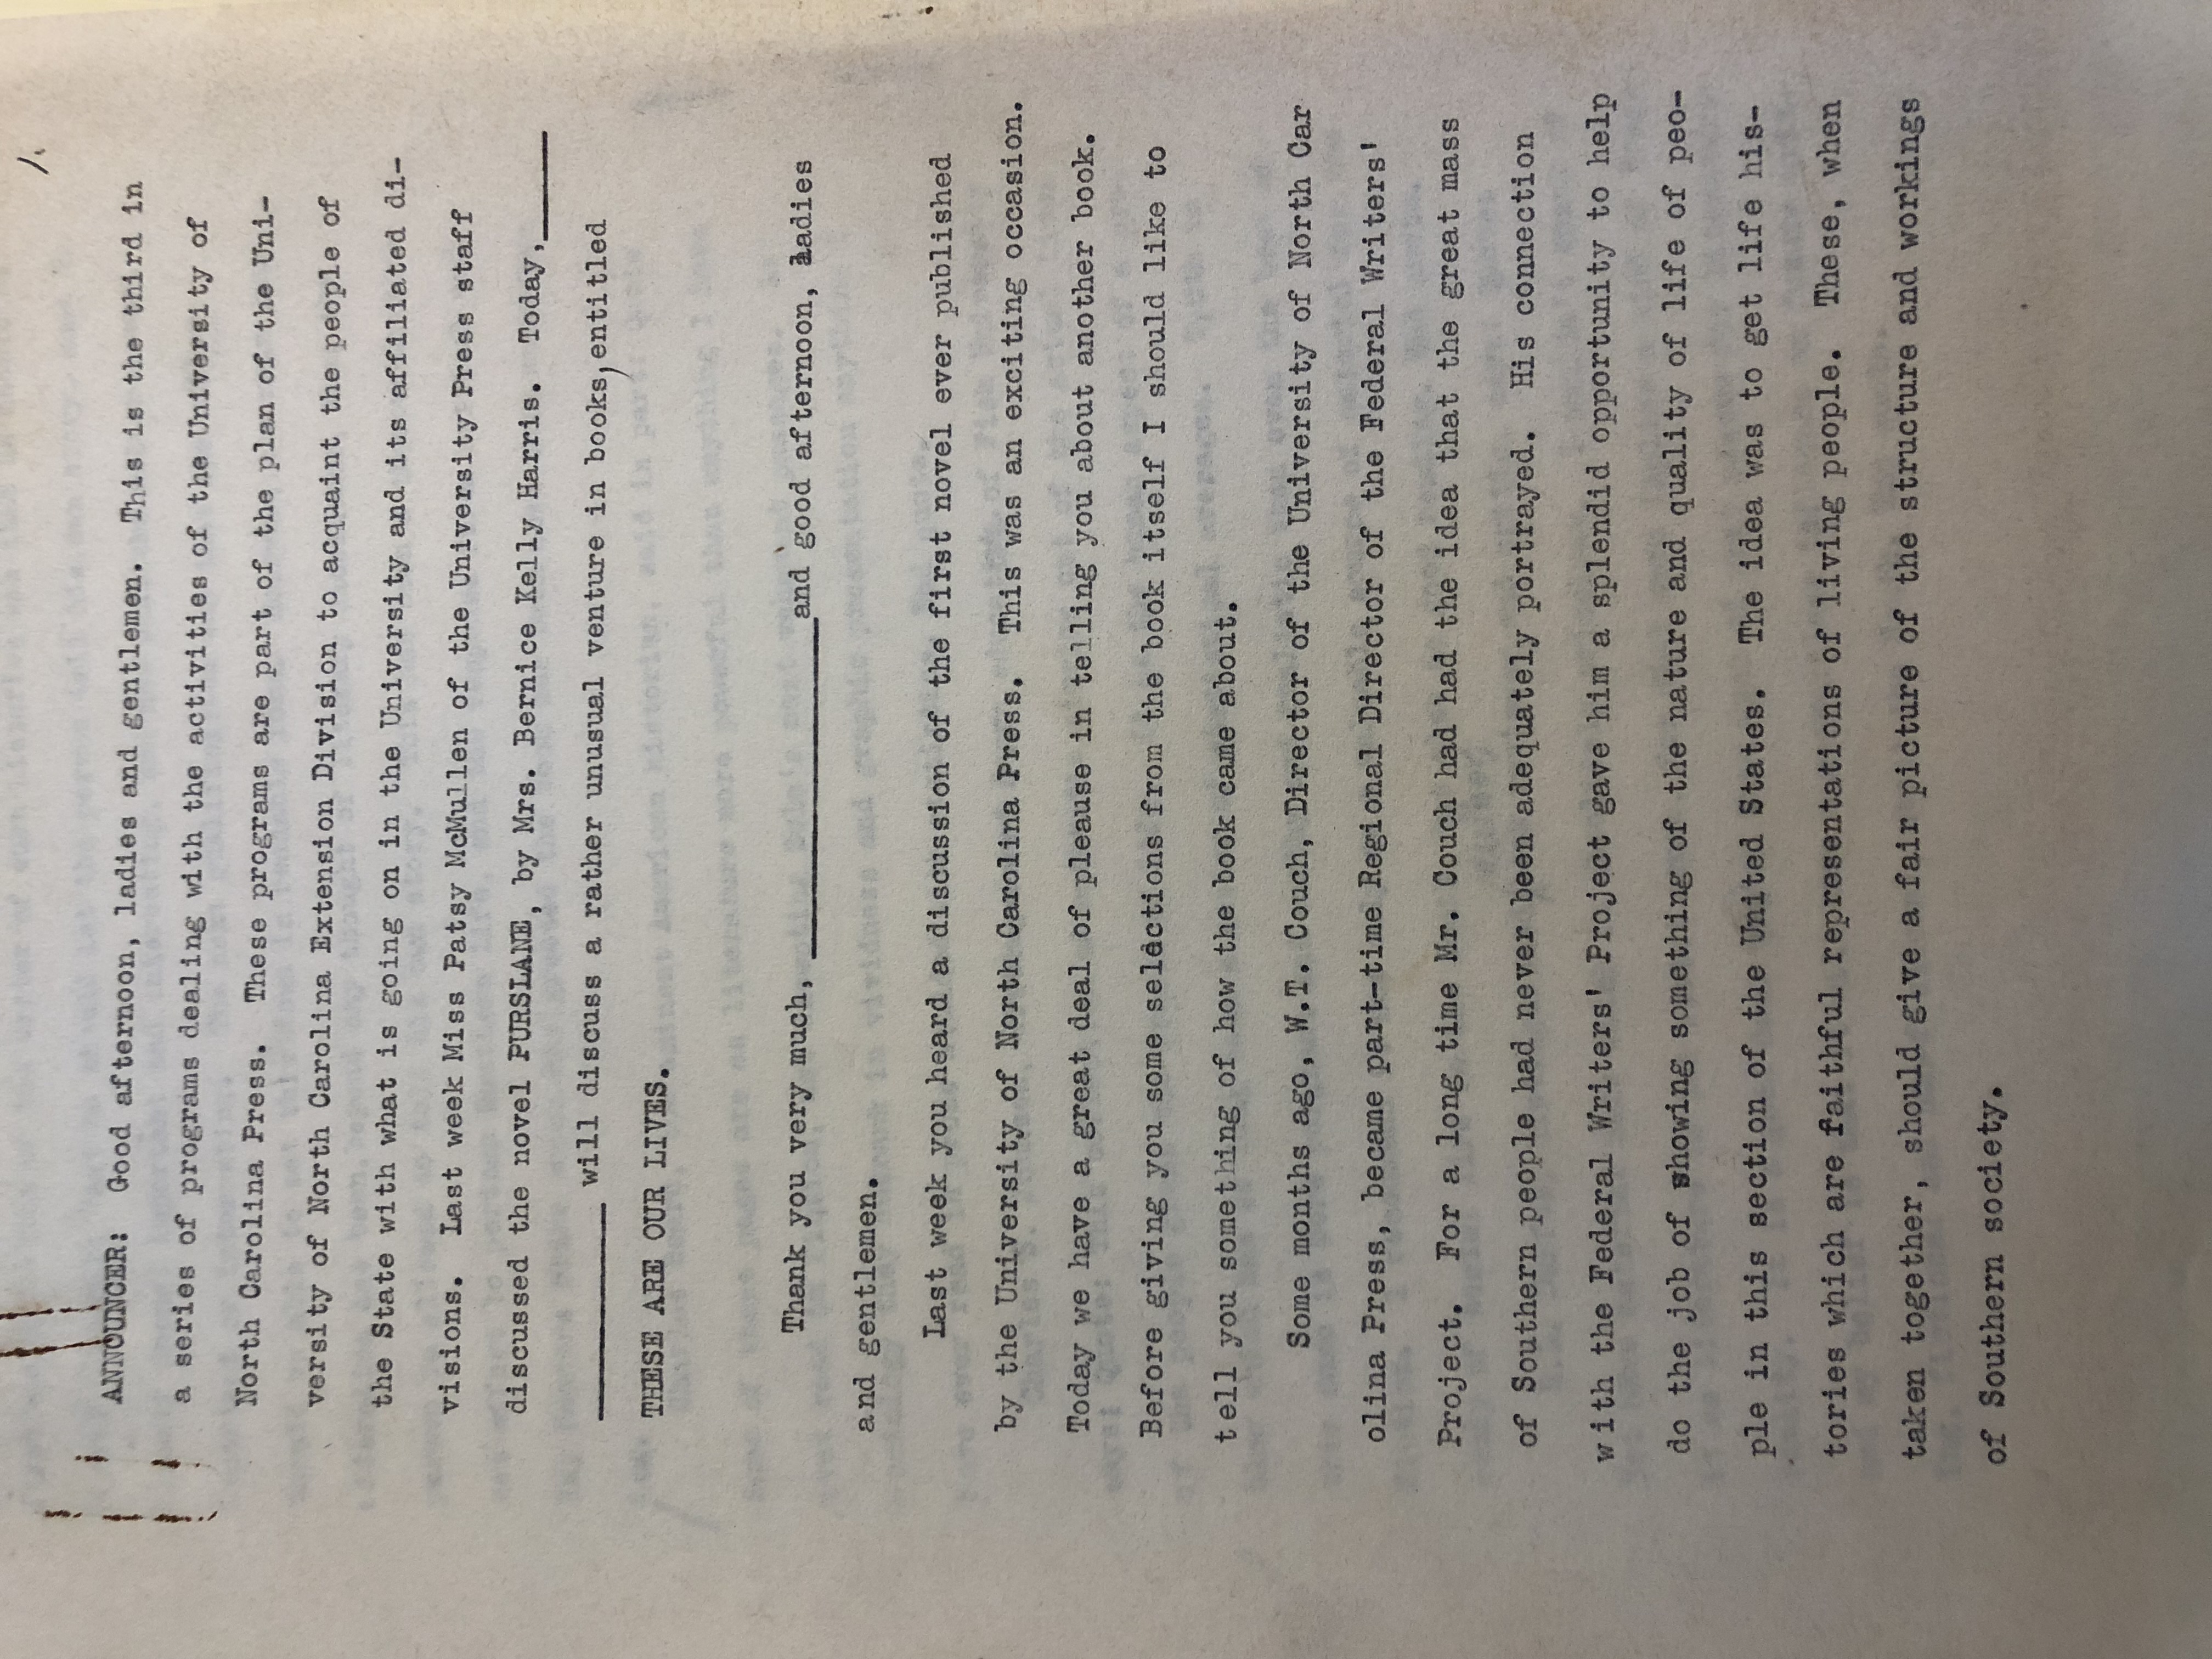 1.
ANNOUNCER: Good afternoon, ladies and gentlemen. This is the third in
a series of programs dealing with the activities of the University of
North Carolina Press. These programs are part of the plan of the Uni-
versity of North Carolina Extension Division to acquaint the people of
the State with what is going on in the University and its affiliated di-
visions. Last week Miss Patsy McMullen of the University Press staff
discussed the novel PURSLANE, by Mrs. Bernice Kelly Harris. Today,______
____________ will discuss a rather unusual venture in books, entitled
THESE ARE OUR LIVES.
Thank you very much, ___________________and good afternoon, ladies
and gentlemen.
Last week you heard a discussion of the first novel ever published
by the University of North Carolina Press. This was an exciting occasion.
Today we have a great deal of pleause in telling you about another book.
Before giving you some selections from the book itself I should like to
tell you something of how the book came about.
Some months ago, W.T. Couch, Director of the University of North Car
olina Press, became part-time Regional Director of the Federal Writers'
Project. For a long time Mr. Couch had had the idea that the great mass
of Southern people had never been adequately portrayed. His connection
with the Federal Writers' Project gave him a splendid opportunity to help
do the job of showing something of the nature and quality of life of peo-
ple in this section of the United States. The idea was to get life his-
tories which are faithful representations of living people. These, when
taken together, should give a fair picture of the structure and workings
of Southern society.